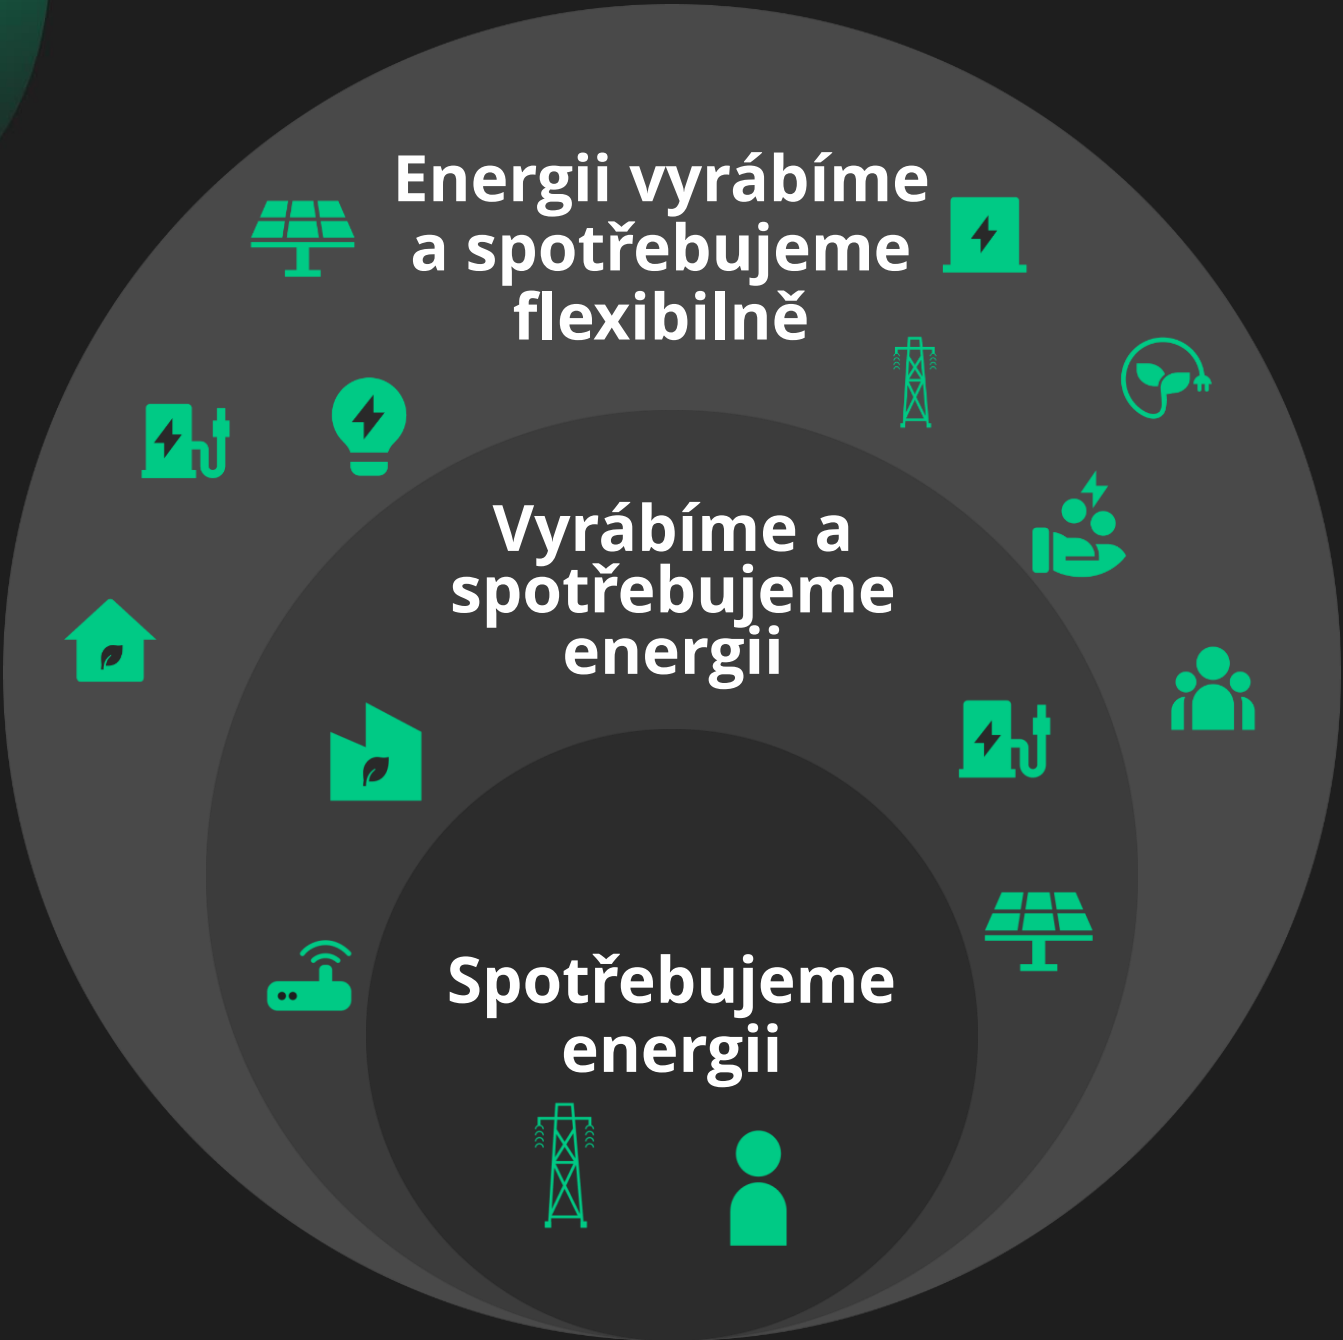 Energii vyrábíme
a spotřebujeme
flexibilně
Vyrábíme a
spotřebujeme
energii
Spotřebujeme
energii